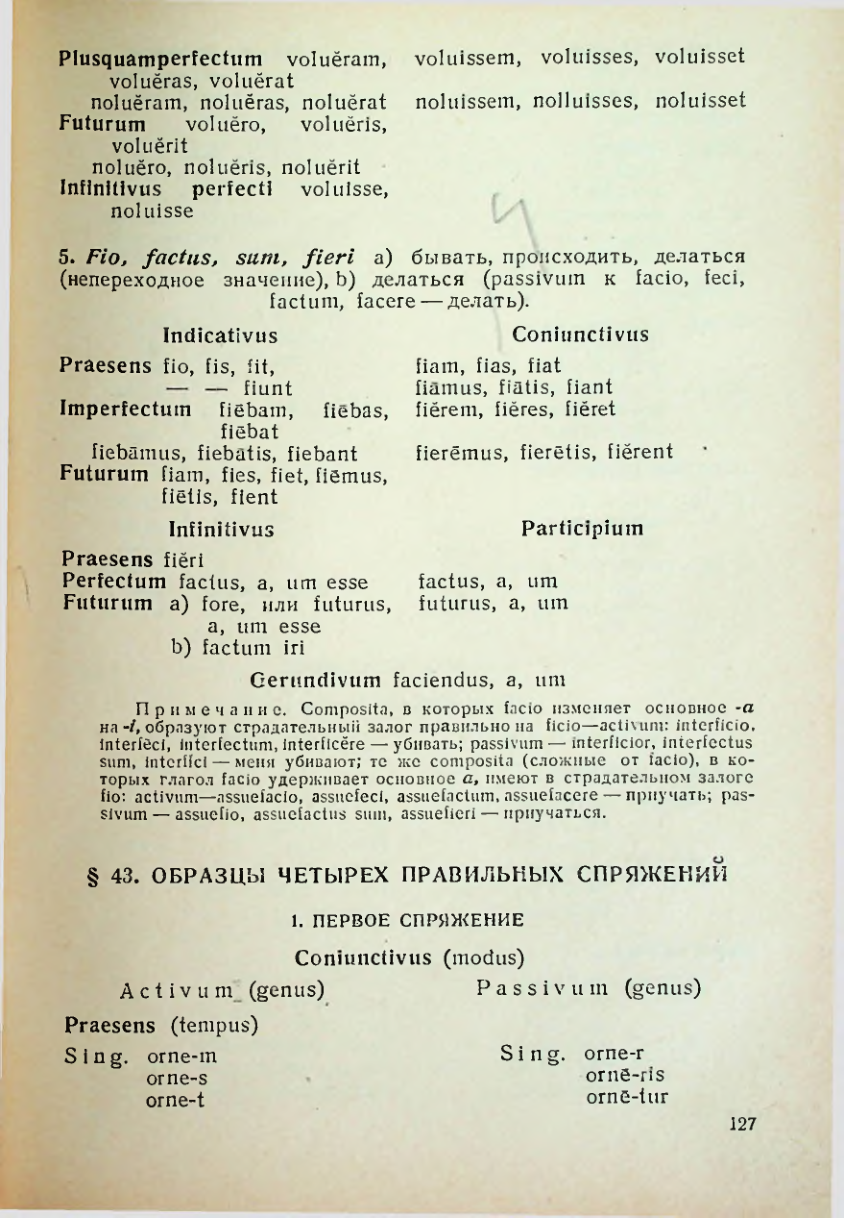 Plusquamperfectum voluĕram, voluissem, voluisses, voluisset
voluĕras, voluĕrat
noluĕram, noluĕras, noluĕrat noluissem, nolluisses, noluisset
Futurum voluĕro, voluĕris,
voluĕrit
noluĕro, noluĕris, noluĕrit
Infinitivus perfecti voluisse,
noluisse
5. Fio, factus, sum, fieri a) бывать, происходить, делаться
(непереходное значение), b) делаться (passivum к facio, feci,
factum, facere — делать).
Indicativus Coniunctivus
Praesens fio, fis, fit, fiam, fias, fiat
— — fiunt fiāmus, fiātis, fiant
Imperfectum fiēbam, fiēbas, fiĕrem, fiĕres, fiĕret
fiēbat
fiebāmus, fiebātis, fiebant fierēmus, fierētis, fiĕrent
Futurum fiam, fies, fiet, fiēmus,
fiētis, fient
Infinitivus Participium
Praesens fiĕri
Perfectum factus, a, um esse factus, a, um
Futurum a) fore, или futurus, futurus, a, um
a, um esse
b) factum iri
Gerundivum faciendus, a, um
Примечание. Composita, в которых facio изменяет основное -a
на -i, образуют страдательный залог правильно на ficio—activum: interficio,
interfēci, interfectum, interficĕre — убивать; passivum — interficior, interfectus
sum, interfici — меня убивают; те же composita (сложные от facio), в ко-
торых глагол facio удерживает основное a, имеют в страдательном залоге
fio: activum—assuefacio, assuefeci, assuefactum, assuefacere — приучать; pas-
sivum — assuefio, assuefactus sum, assuefieri — приучаться.
§ 43. ОБРАЗЦЫ ЧЕТЫРЕХ ПРАВИЛЬНЫХ СПРЯЖЕНИЙ
1. ПЕРВОЕ СПРЯЖЕНИЕ
Coniunctivus (modus)
Activum (genus) Passivum (genus)
Praesens (tempus)
Sing. orne-m Sing. orne-r
orne-s ornē-ris
orne-t ornē-tur
127